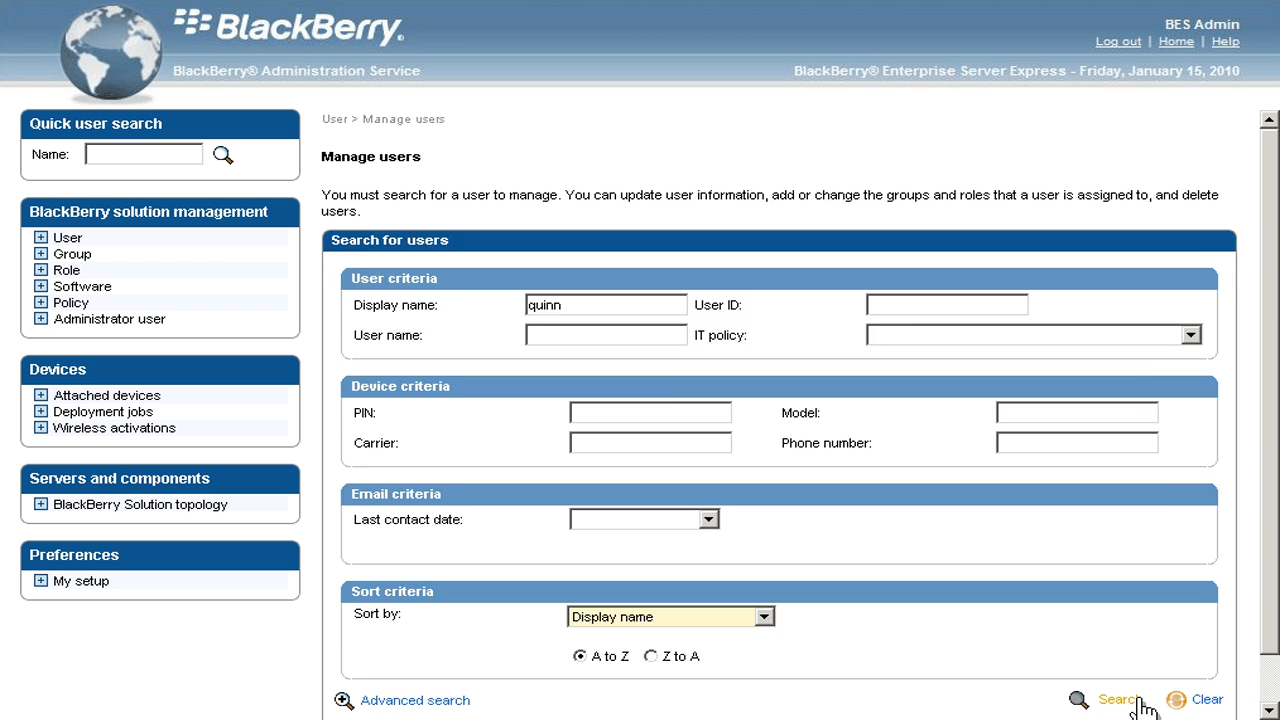 BlackBerry®
BES Admin
Log out | Home | Help
BlackBerry® Administration Service
BlackBerry® Enterprise Server Express - Friday, January 15, 2010
Quick user search
Name:
BlackBerry solution management
User
Group
Role
Software
Policy
Administrator user
Devices
Attached devices
Deployment jobs
Wireless activations
Servers and components
BlackBerry Solution topology
Preferences
My setup
User > Manage users
Manage users
You must search for a user to manage. You can update user information, add or change the groups and roles that a user is assigned to, and delete
users.
Search for users
User criteria
Display name: quinn User ID:
User name: IT policy:
Device criteria
PIN: Model:
Carrier: Phone number:
Email criteria
Last contact date:
Sort criteria
Sort by: Display name
A to Z Z to A
Advanced search Search Clear